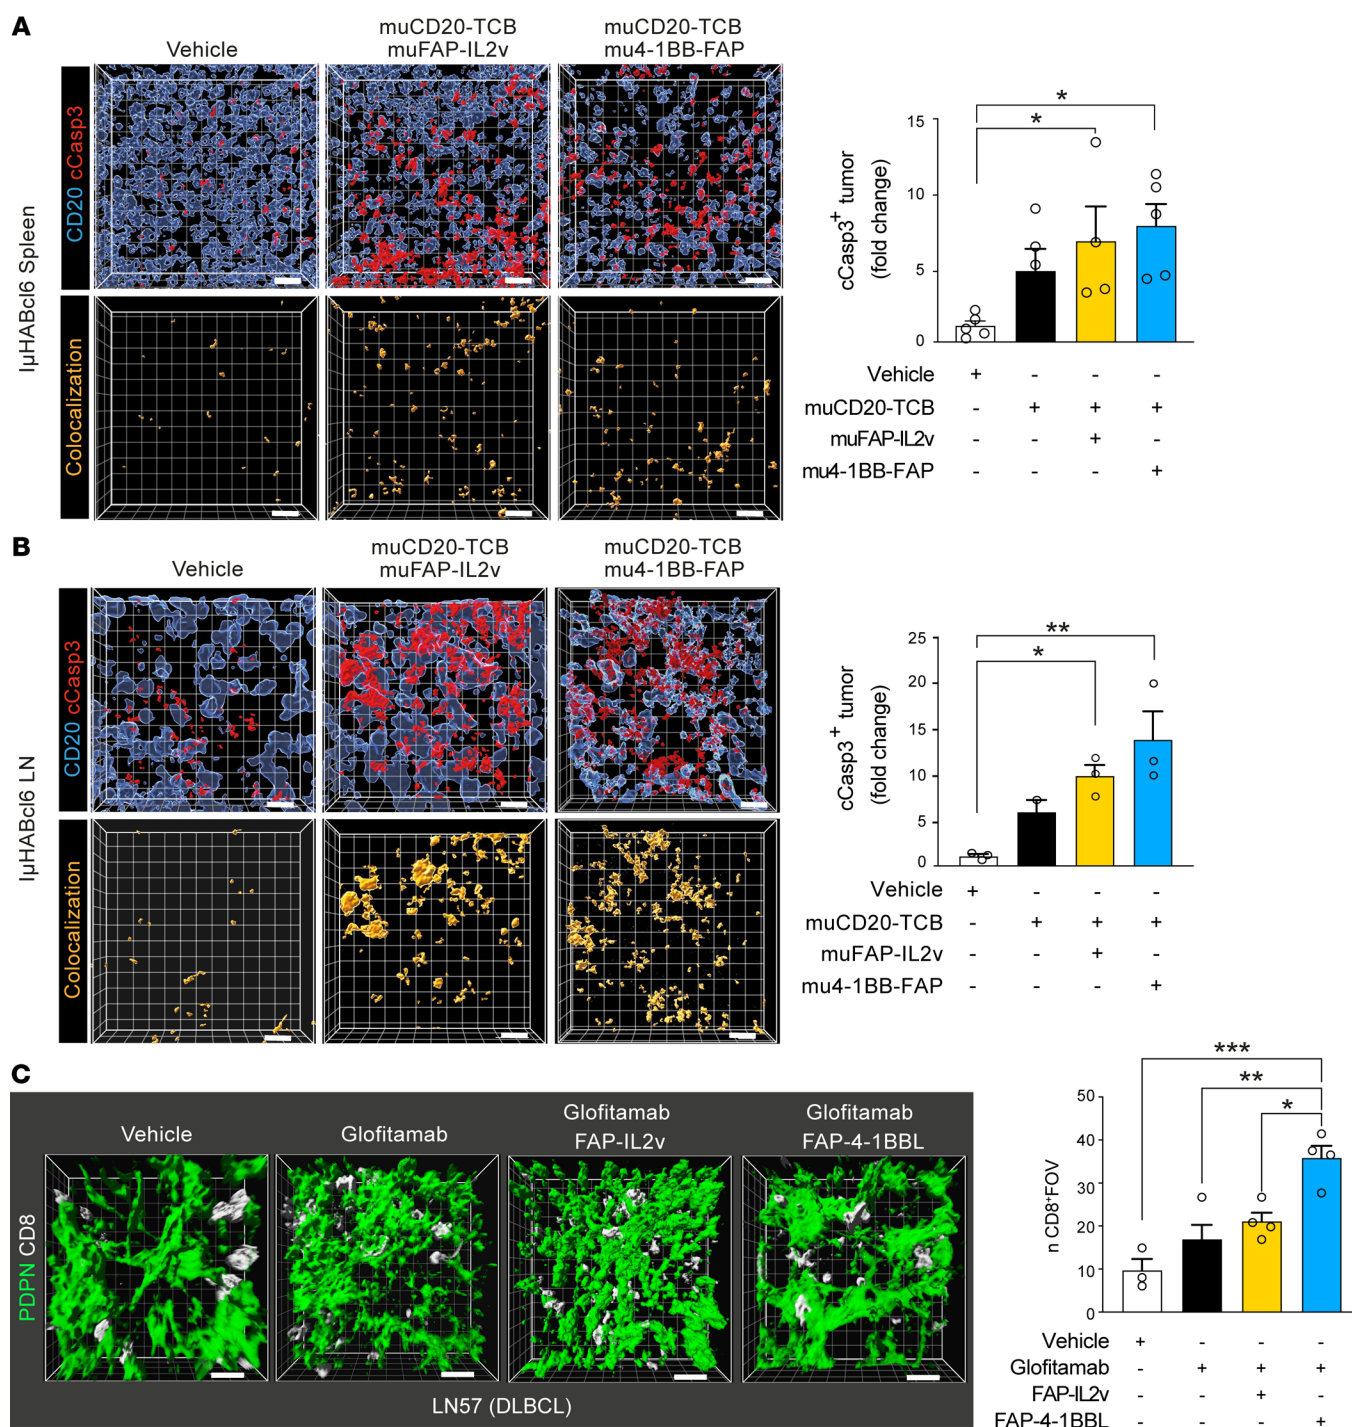 A
Vehicle
muCD20-TCB
muFAP-IL2v
muCD20-TCB
mu4-1BB-FAP
IµHABcl6 Spleen
CD20 cCasp3
Colocalization
cCasp3+ tumor
(fold change)
15
10
5
0
*
*
Vehicle + - - -
muCD20-TCB - + + +
muFAP-IL2v - - + -
mu4-1BB-FAP - - - +
B
Vehicle
muCD20-TCB
muFAP-IL2v
muCD20-TCB
mu4-1BB-FAP
IµHABcl6 LN
CD20 cCasp3
Colocalization
cCasp3+ tumor
(fold change)
25
20
15
10
5
0
**
*
Vehicle + - - -
muCD20-TCB - + + +
muFAP-IL2v - - + -
mu4-1BB-FAP - - - +
C
Vehicle
Glofitamab
Glofitamab
FAP-IL2v
Glofitamab
FAP-4-1BBL
PDPN CD8
LN57 (DLBCL)
n CD8+FOV
50
40
30
20
10
0
***
**
*
Vehicle + - - -
Glofitamab - + + +
FAP-IL2v - - + -
FAP-4-1BBL - - - +